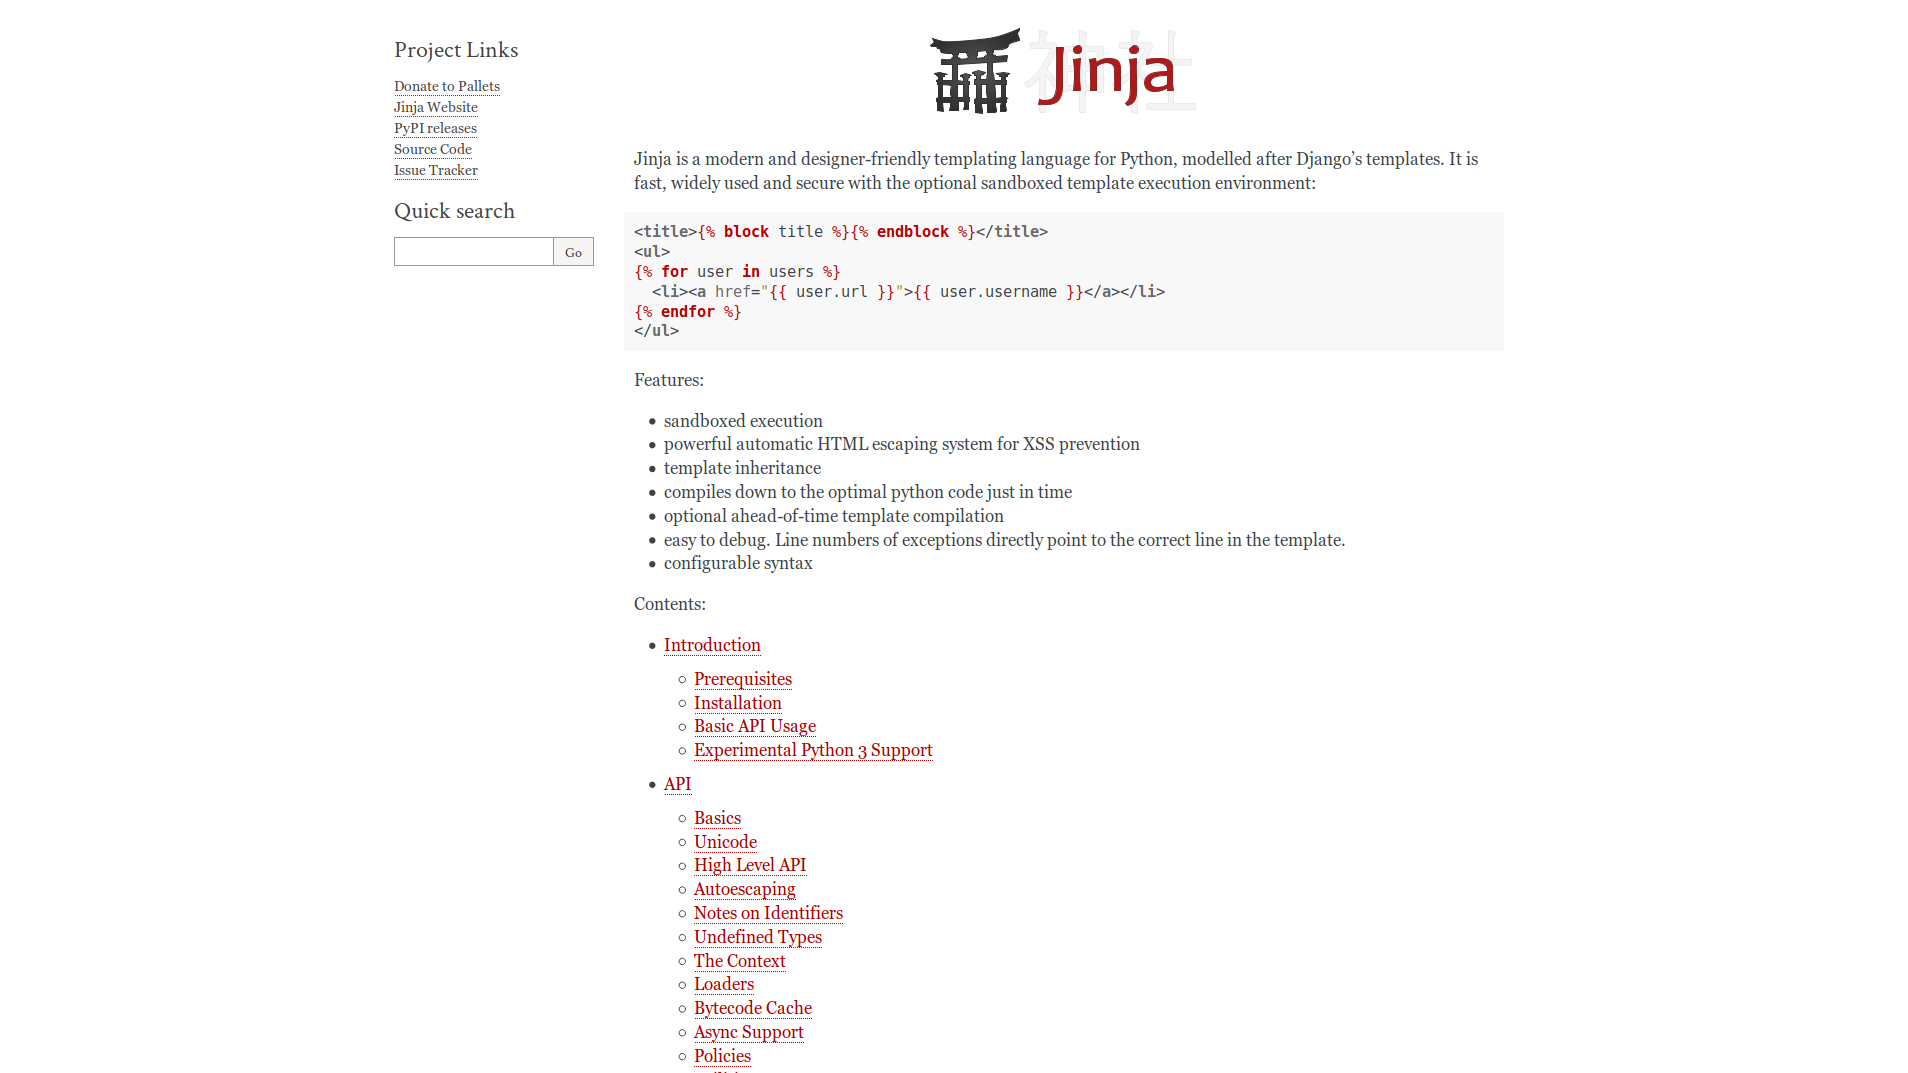 Project Links
Donate to Pallets
Jinja Website
PyPI releases
Source Code
Issue Tracker
Quick search
Go
神社
Jinja
Jinja is a modern and designer-friendly templating language for Python, modelled after Django’s templates. It is
fast, widely used and secure with the optional sandboxed template execution environment:
<title>{% block title %}{% endblock %}</title>
<ul>
{% for user in users %}
  <li><a href="{{ user.url }}">{{ user.username }}</a></li>
{% endfor %}
</ul>
Features:
sandboxed execution
powerful automatic HTML escaping system for XSS prevention
template inheritance
compiles down to the optimal python code just in time
optional ahead-of-time template compilation
easy to debug. Line numbers of exceptions directly point to the correct line in the template.
configurable syntax
Contents:
Introduction
Prerequisites
Installation
Basic API Usage
Experimental Python 3 Support
API
Basics
Unicode
High Level API
Autoescaping
Notes on Identifiers
Undefined Types
The Context
Loaders
Bytecode Cache
Async Support
Policies